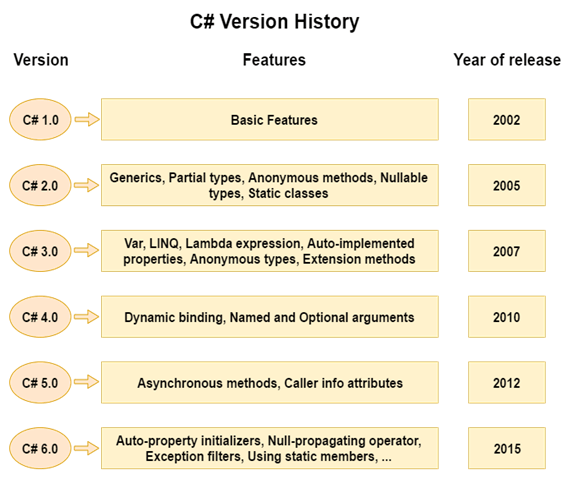 C# Version History
Version Features Year of release
C# 1.0 Basic Features 2002
C# 2.0 Generics, Partial types, Anonymous methods, Nullable
types, Static classes 2005
C# 3.0 Var, LINQ, Lambda expression, Auto-implemented
properties, Anonymous types, Extension methods 2007
C# 4.0 Dynamic binding, Named and Optional arguments 2010
C# 5.0 Asynchronous methods, Caller info attributes 2012
C# 6.0 Auto-property initializers, Null-propagating operator,
Exception filters, Using static members, ... 2015